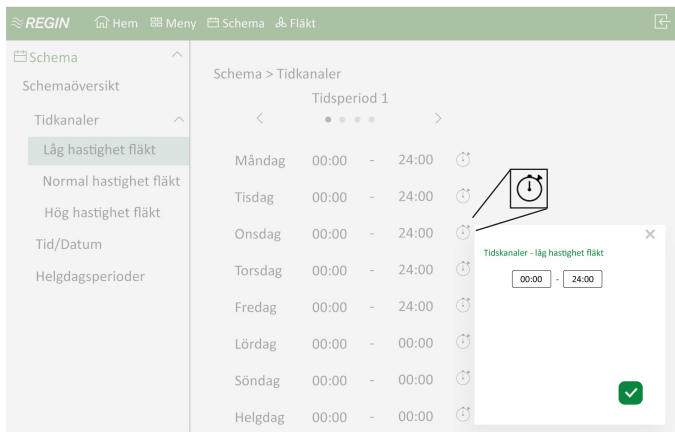 REGIN Hem Meny Schema Fläkt
Schema
Schemaöversikt
Tidkanaler
Låg hastighet fläkt
Normal hastighet fläkt
Hög hastighet fläkt
Tid/Datum
Helgdagsperioder
Schema > Tidkanaler
Tidsperiod 1
< >
Måndag 00:00 - 24:00
Tisdag 00:00 - 24:00
Onsdag 00:00 - 24:00
Torsdag 00:00 - 24:00
Fredag 00:00 - 24:00
Lördag 00:00 - 00:00
Söndag 00:00 - 00:00
Helgdag 00:00 - 00:00
Tidskanaler - låg hastighet fläkt
00:00 - 24:00